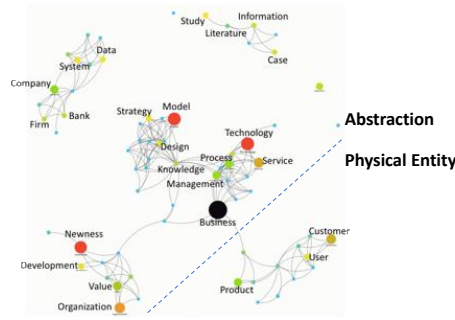 Study
Information
Literature
Case
Data
System
Company
Bank
Firm
Strategy
Model
Design
Knowledge
Technology
Process
Service
Management
Business
Abstraction
Physical Entity
Newness
Development
Value
Organization
Customer
User
Product